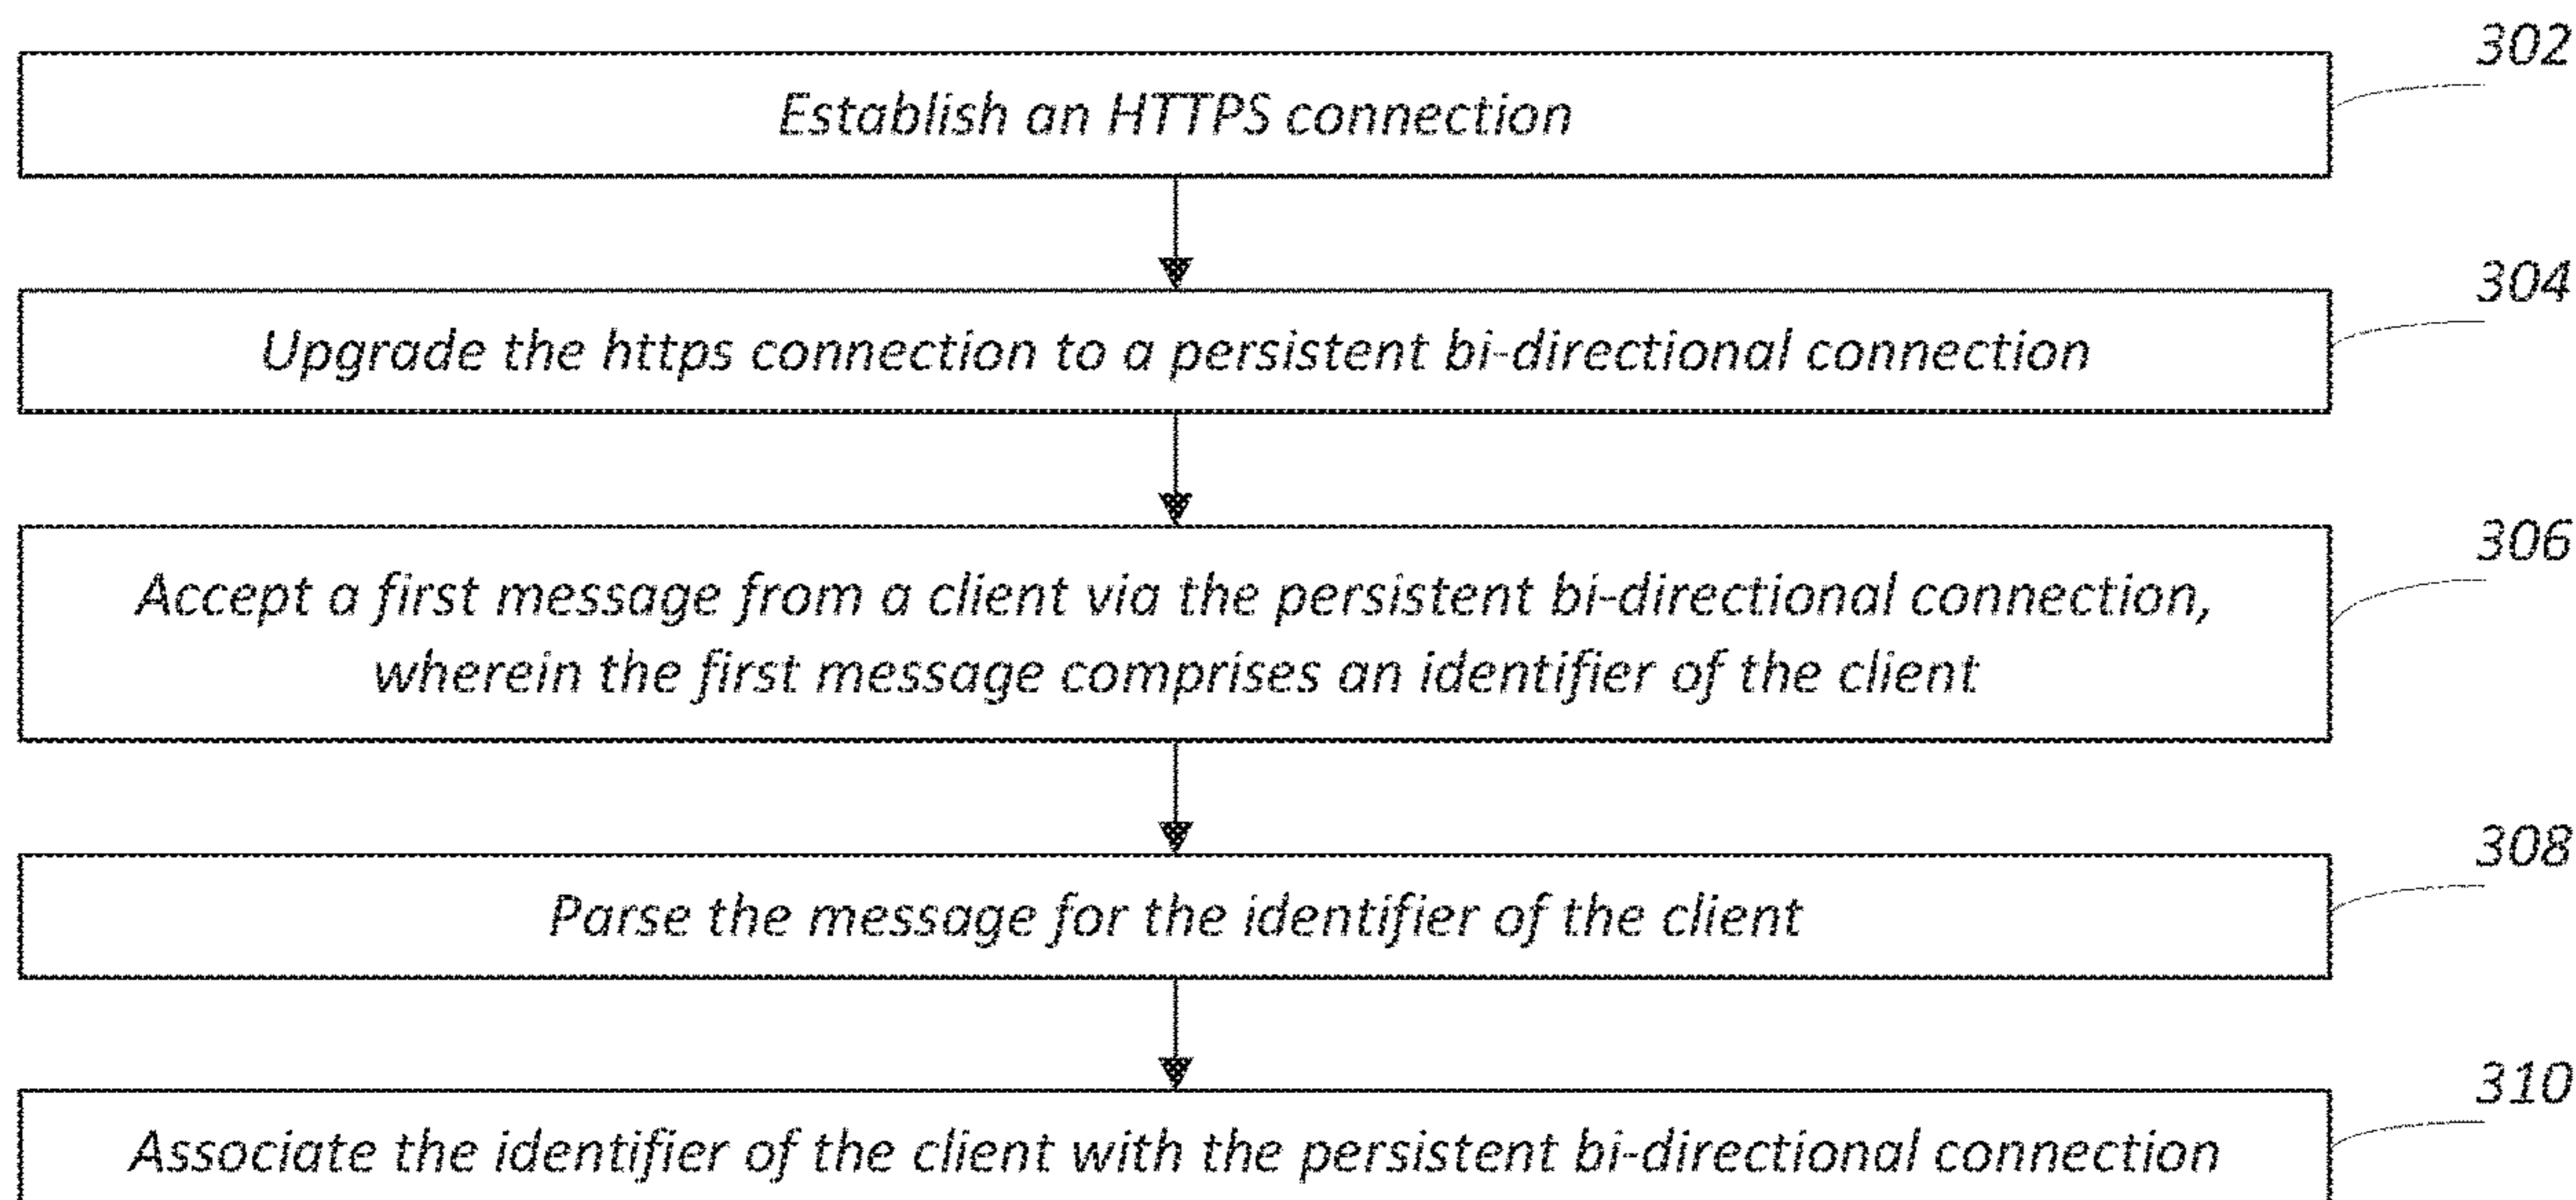 302
Establish an HTTPS connection
304
Upgrade the https connection to a persistent bi-directional connection
306
Accept a first message from a client via the persistent bi-directional connection,
wherein the first message comprises an identifier of the client
308
Parse the message for the identifier of the client
310
Associate the identifier of the client with the persistent bi-directional connection